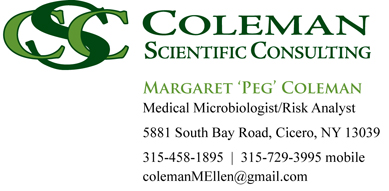 CSC
COLEMAN
SCIENTIFIC CONSULTING
MARGARET ‘PEG’ COLEMAN
Medical Microbiologist/Risk Analyst
5881 South Bay Road, Cicero, NY 13039
315-458-1895 | 315-729-3995 mobile
colemanMEllen@gmail.com